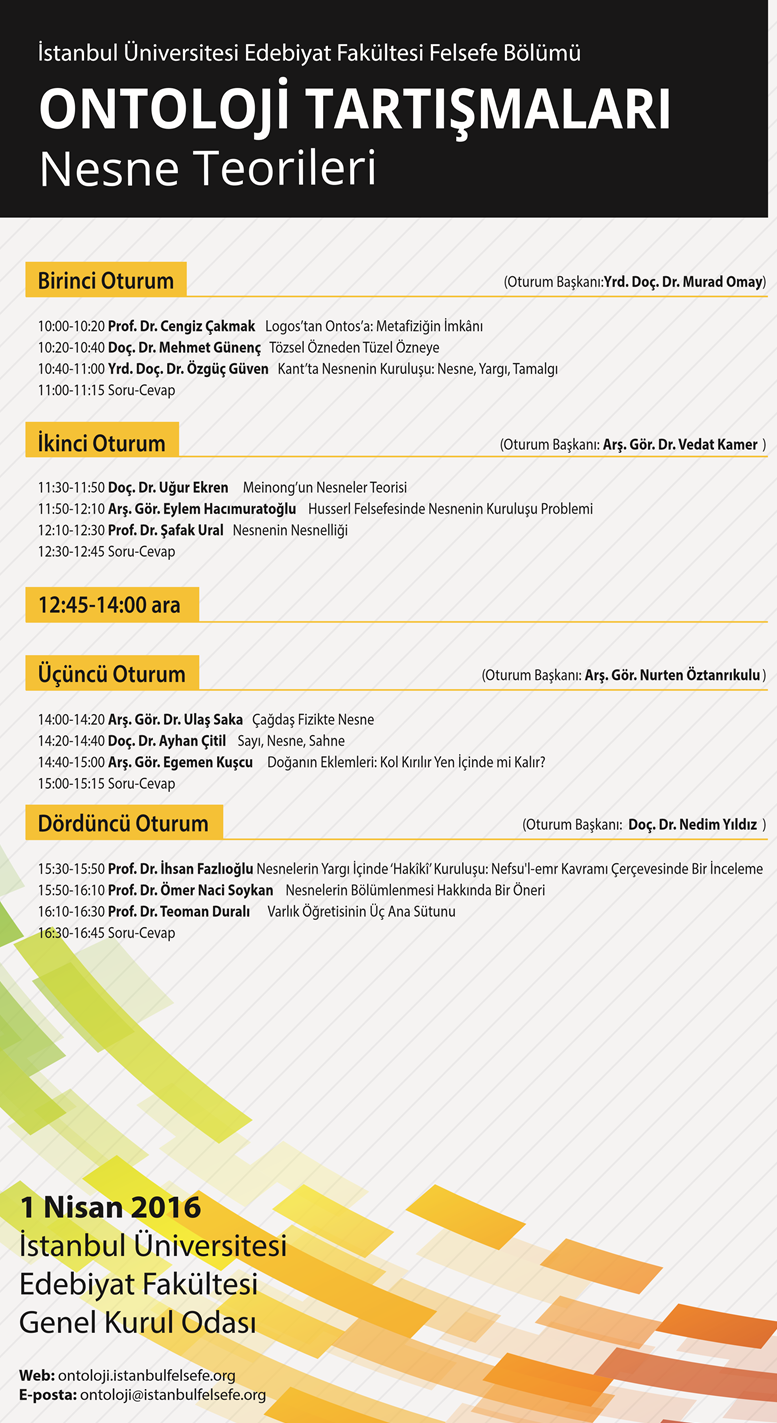 İstanbul Üniversitesi Edebiyat Fakültesi Felsefe Bölümü
ONTOLOJİ TARTIŞMALARI
Nesne Teorileri
Birinci Oturum (Oturum Başkanı:Yrd. Doç. Dr. Murad Omay)
10:00-10:20 Prof. Dr. Cengiz Çakmak Logos’tan Ontos’a: Metafiziğin İmkânı
10:20-10:40 Doç. Dr. Mehmet Günenç Tözsel Özneden Tüzel Özneye
10:40-11:00 Yrd. Doç. Dr. Özgüç Güven Kant’ta Nesnenin Kuruluşu: Nesne, Yargı, Tamalgı
11:00-11:15 Soru-Cevap
İkinci Oturum (Oturum Başkanı: Arş. Gör. Dr. Vedat Kamer )
11:30-11:50 Doç. Dr. Uğur Ekren Meinong’un Nesneler Teorisi
11:50-12:10 Arş. Gör. Eylem Hacımuratoğlu Husserl Felsefesinde Nesnenin Kuruluşu Problemi
12:10-12:30 Prof. Dr. Şafak Ural Nesnenin Nesnelliği
12:30-12:45 Soru-Cevap
12:45-14:00 ara
Üçüncü Oturum (Oturum Başkanı: Arş. Gör. Nurten Öztanrıkulu)
14:00-14:20 Arş. Gör. Dr. Ulaş Saka Çağdaş Fizikte Nesne
14:20-14:40 Doç. Dr. Ayhan Çitil Sayı, Nesne, Sahne
14:40-15:00 Arş. Gör. Egemen Kuşcu Doğanın Eklemleri: Kol Kırılır Yen İçinde mi Kalır?
15:00-15:15 Soru-Cevap
Dördüncü Oturum (Oturum Başkanı: Doç. Dr. Nedim Yıldız )
15:30-15:50 Prof. Dr. İhsan Fazlıoğlu Nesnelerin Yargı İçinde ‘Hakîkî’ Kuruluşu: Nefsu'l-emr Kavramı Çerçevesinde Bir İnceleme
15:50-16:10 Prof. Dr. Ömer Naci Soykan Nesnelerin Bölümlenmesi Hakkında Bir Öneri
16:10-16:30 Prof. Dr. Teoman Duralı Varlık Öğretisinin Üç Ana Sütunu
16:30-16:45 Soru-Cevap
1 Nisan 2016
İstanbul Üniversitesi
Edebiyat Fakültesi
Genel Kurul Odası
Web: ontoloji.istanbulfelsefe.org
E-posta: ontoloji@istanbulfelsefe.org